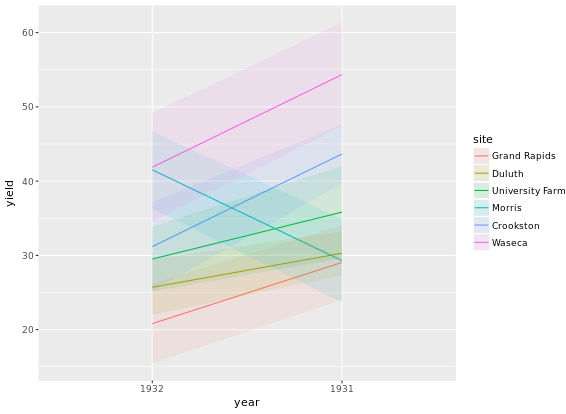 60
50
40
30
20
yield
1932
1931
year
site
Grand Rapids
Duluth
University Farm
Morris
Crookston
Waseca